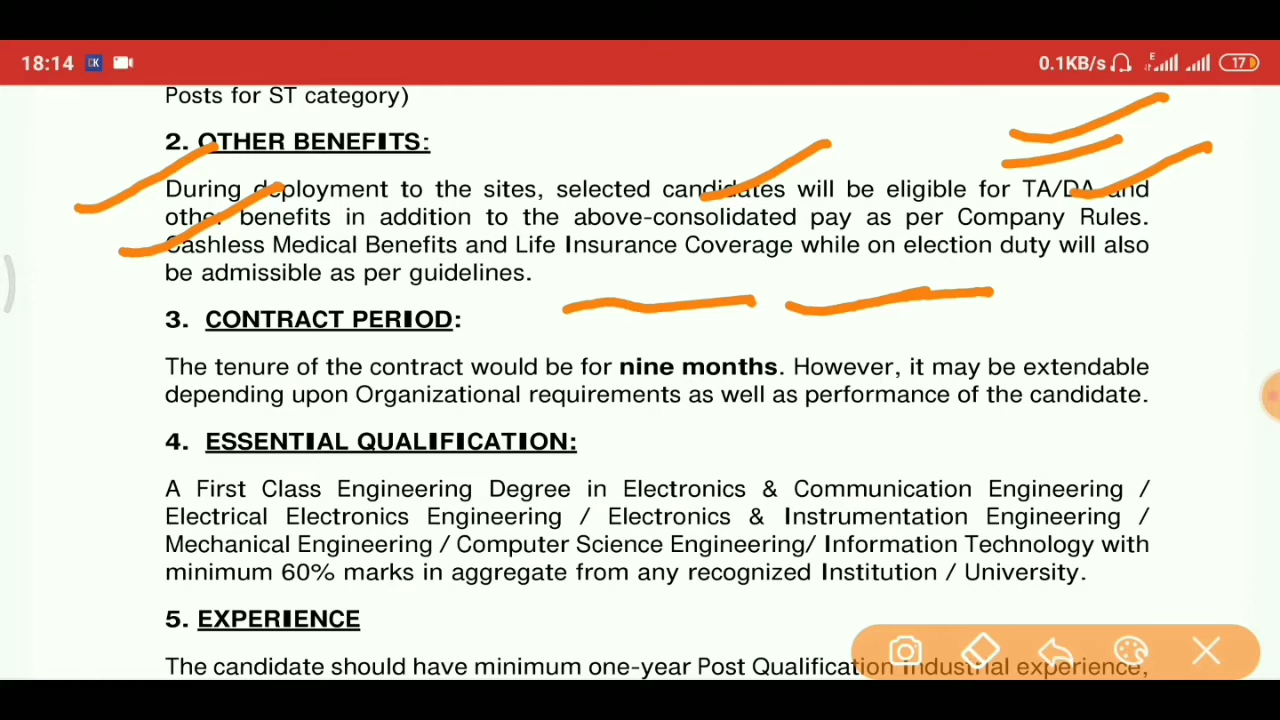 18:14 CK 0.1KB/s E 17
Posts for ST category)
2. OTHER BENEFITS:
During deployment to the sites, selected candidates will be eligible for TA/DA and
other benefits in addition to the above-consolidated pay as per Company Rules.
Cashless Medical Benefits and Life Insurance Coverage while on election duty will also
be admissible as per guidelines.
3. CONTRACT PERIOD:
The tenure of the contract would be for nine months. However, it may be extendable
depending upon Organizational requirements as well as performance of the candidate.
4. ESSENTIAL QUALIFICATION:
A First Class Engineering Degree in Electronics & Communication Engineering /
Electrical Electronics Engineering / Electronics & Instrumentation Engineering /
Mechanical Engineering / Computer Science Engineering/ Information Technology with
minimum 60% marks in aggregate from any recognized Institution / University.
5. EXPERIENCE
The candidate should have minimum one-year Post Qualification Industrial experience,